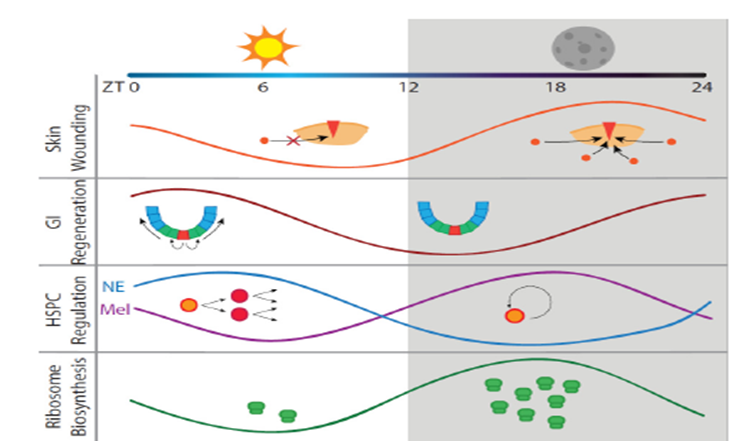 ZT 0 6 12 18 24
Skin
Wounding
GI
Regeneration
HSPC
Regulation
NE
Mel
Ribosome
Biosynthesis